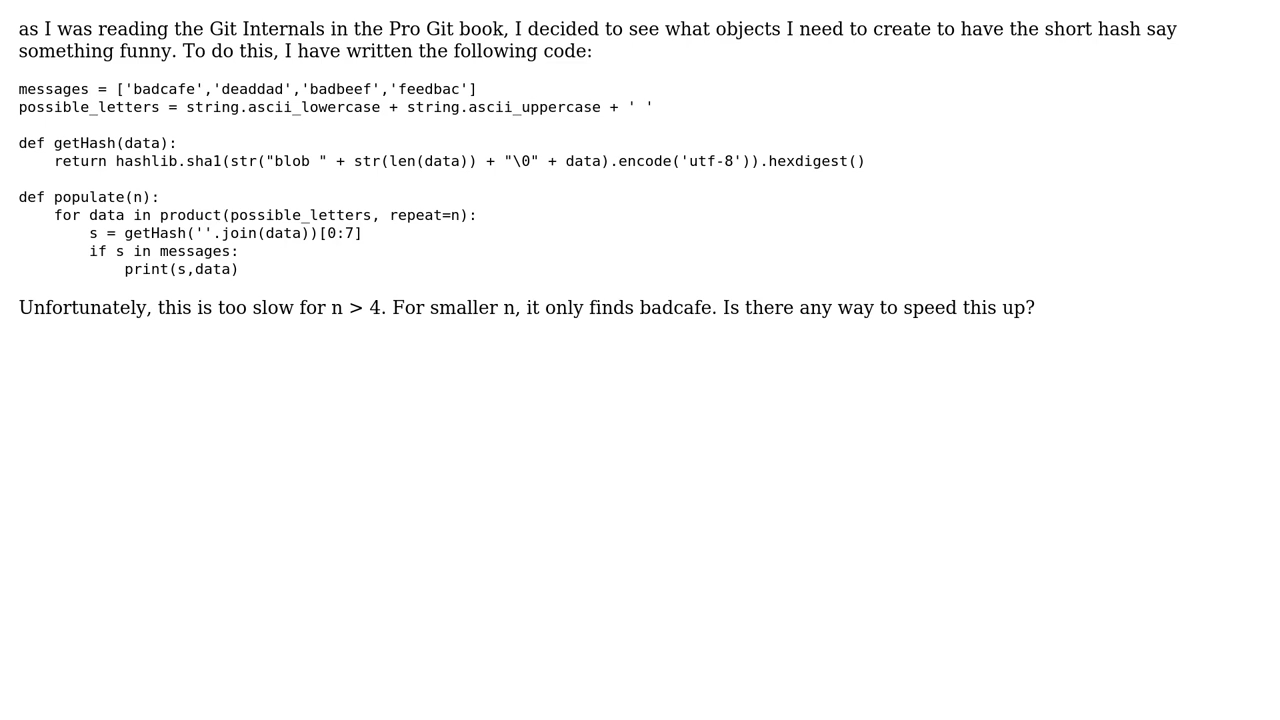 as I was reading the Git Internals in the Pro Git book, I decided to see what objects I need to create to have the short hash say
something funny. To do this, I have written the following code:
messages = ['badcafe','deaddad','badbeef','feedbac']
possible_letters = string.ascii_lowercase + string.ascii_uppercase + ' '
def getHash(data):
    return hashlib.sha1(str("blob " + str(len(data)) + "\0" + data).encode('utf-8')).hexdigest()
def populate(n):
    for data in product(possible_letters, repeat=n):
        s = getHash(''.join(data))[0:7]
        if s in messages:
            print(s,data)
Unfortunately, this is too slow for n > 4. For smaller n, it only finds badcafe. Is there any way to speed this up?